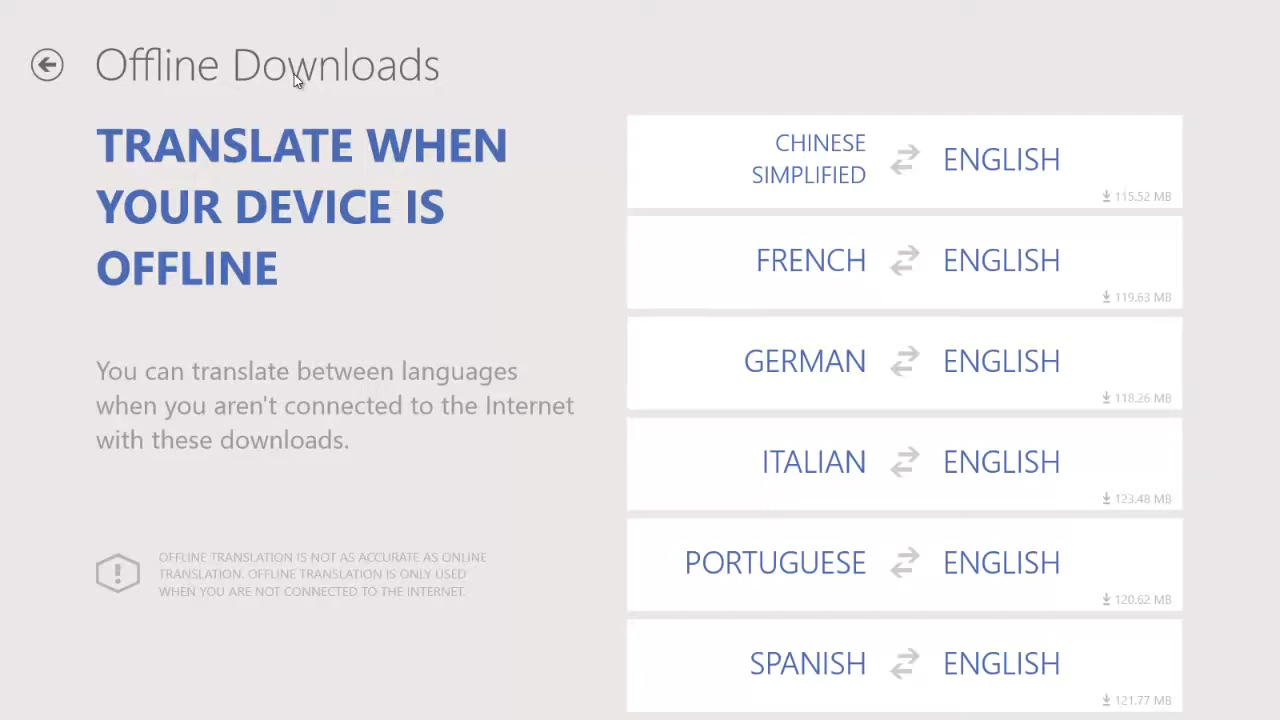 Offline Downloads
TRANSLATE WHEN
YOUR DEVICE IS
OFFLINE
You can translate between languages
when you aren't connected to the Internet
with these downloads.
OFFLINE TRANSLATION IS NOT AS ACCURATE AS ONLINE
TRANSLATION. OFFLINE TRANSLATION IS ONLY USED
WHEN YOU ARE NOT CONNECTED TO THE INTERNET.
CHINESE
SIMPLIFIED
ENGLISH
115.52 MB
FRENCH
ENGLISH
119.63 MB
GERMAN
ENGLISH
118.26 MB
ITALIAN
ENGLISH
123.48 MB
PORTUGUESE
ENGLISH
120.62 MB
SPANISH
ENGLISH
121.77 MB